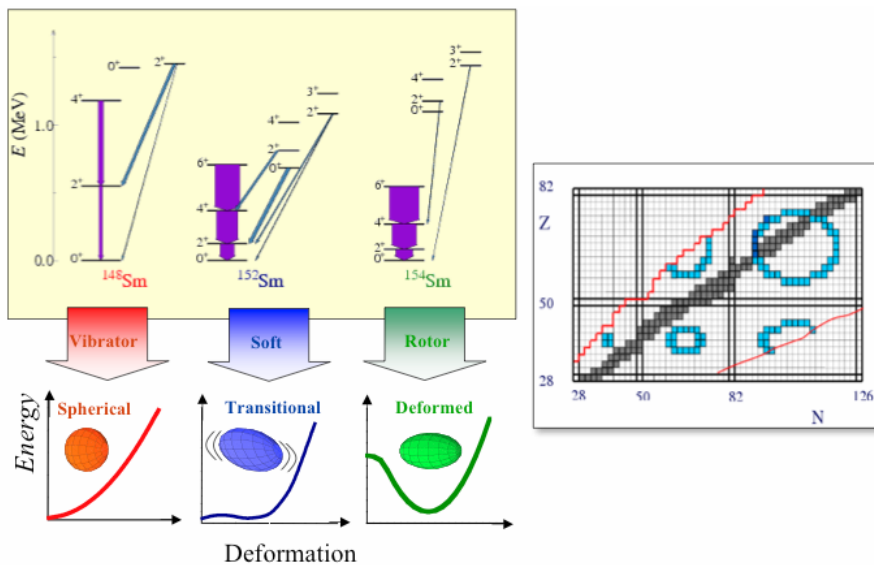 E (MeV)
1.0
0.0
0⁺
2⁺
4⁺
2⁺
0⁺
¹⁴⁸Sm
3⁺
2⁺
4⁺
2⁺
0⁺
6⁺
4⁺
2⁺
0⁺
¹⁵²Sm
3⁺
2⁺
4⁺
2⁺
0⁺
6⁺
4⁺
2⁺
0⁺
¹⁵⁴Sm
Vibrator
Soft
Rotor
Energy
Spherical
Transitional
Deformed
Deformation
82
Z
50
28
28
50
82
126
N